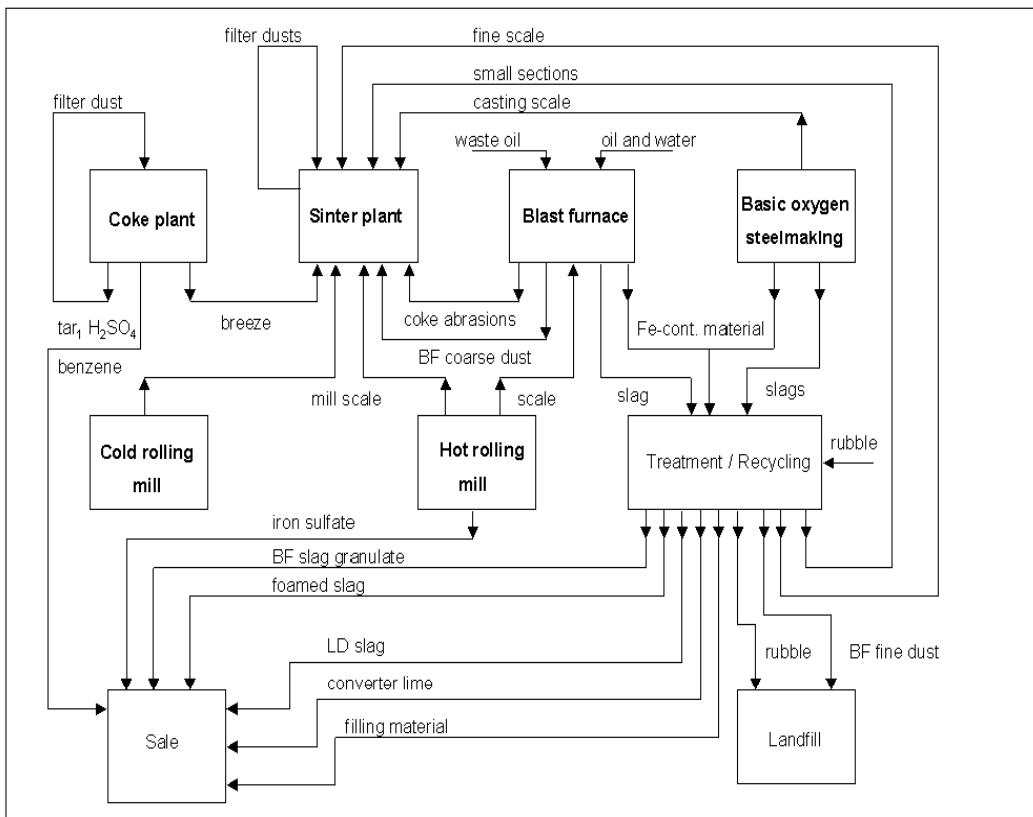 filter dusts
fine scale
small sections
filter dust
casting scale
waste oil
oil and water
Coke plant
Sinter plant
Blast furnace
Basic oxygen
steelmaking
tar₁ H₂SO₄
breeze
coke abrasions
Fe-cont. material
benzene
BF coarse dust
mill scale
scale
slag
slags
Cold rolling
mill
Hot rolling
mill
Treatment / Recycling
rubble
iron sulfate
BF slag granulate
foamed slag
LD slag
rubble
BF fine dust
converter lime
filling material
Sale
Landfill